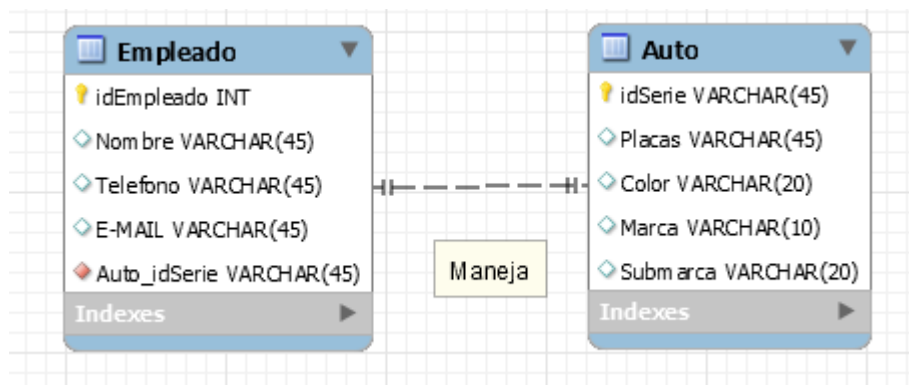 Empleado
idEmpleado INT
Nombre VARCHAR(45)
Telefono VARCHAR(45)
E-MAIL VARCHAR(45)
Auto_idSerie VARCHAR(45)
Indexes
Maneja
Auto
idSerie VARCHAR(45)
Placas VARCHAR(45)
Color VARCHAR(20)
Marca VARCHAR(10)
Submarca VARCHAR(20)
Indexes